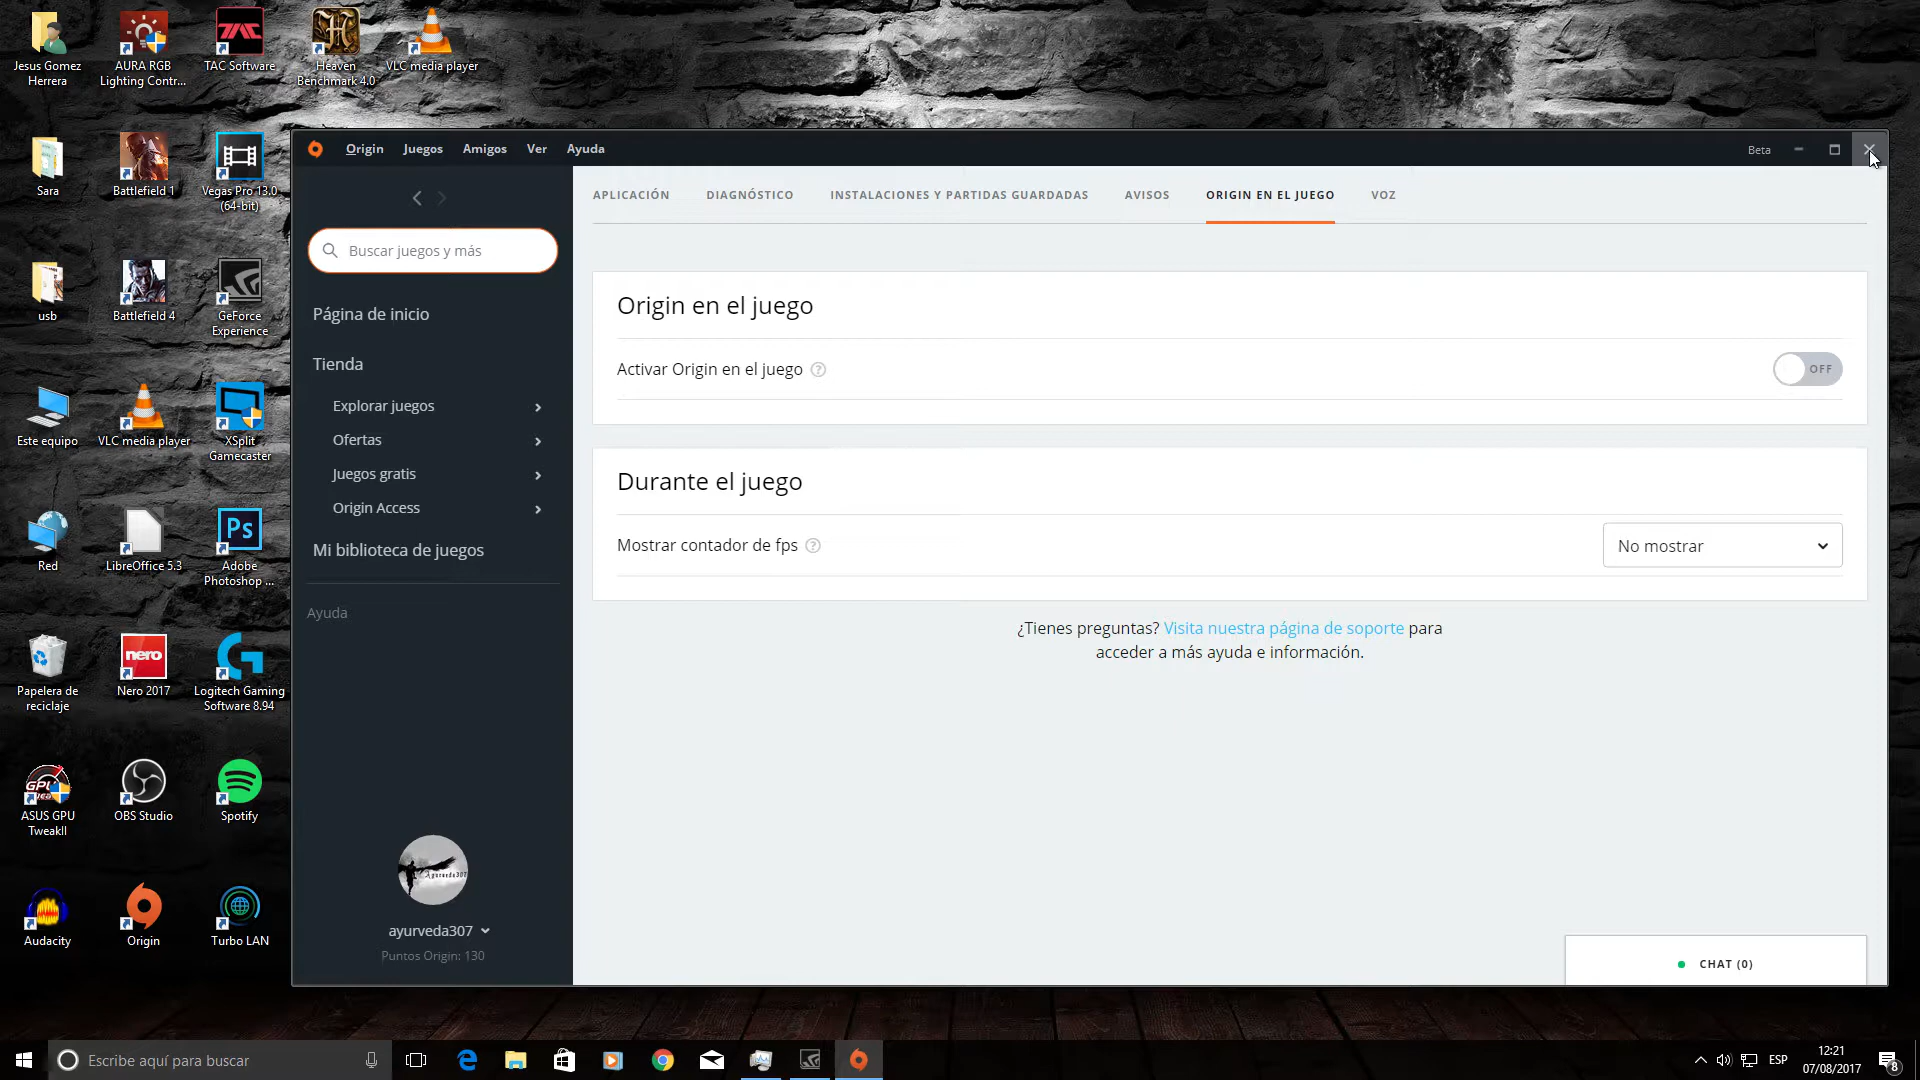 Jesus Gomez
Herrera
AURA RGB
Lighting Contr...
TAC Software
Heaven
Benchmark 4.0
VLC media player
Sara
Battlefield 1
Vegas Pro 13.0
(64-bit)
usb
Battlefield 4
GeForce
Experience
Este equipo
VLC media player
XSplit
Gamecaster
Red
LibreOffice 5.3
Ps
Adobe
Photoshop ...
Papelera de
reciclaje
nero
Nero 2017
Logitech Gaming
Software 8.94
ASUS GPU
TweakII
OBS Studio
Spotify
Audacity
Origin
Turbo LAN
Origin Juegos Amigos Ver Ayuda
Beta
Buscar juegos y más
Página de inicio
Tienda
Explorar juegos
Ofertas
Juegos gratis
Origin Access
Mi biblioteca de juegos
Ayuda
ayurveda307
Puntos Origin: 130
APLICACIÓN DIAGNÓSTICO INSTALACIONES Y PARTIDAS GUARDADAS AVISOS ORIGIN EN EL JUEGO VOZ
Origin en el juego
Activar Origin en el juego ?
OFF
Durante el juego
Mostrar contador de fps ?
No mostrar
¿Tienes preguntas? Visita nuestra página de soporte para
acceder a más ayuda e información.
CHAT (0)
Escribe aquí para buscar
ESP
12:21
07/08/2017
8